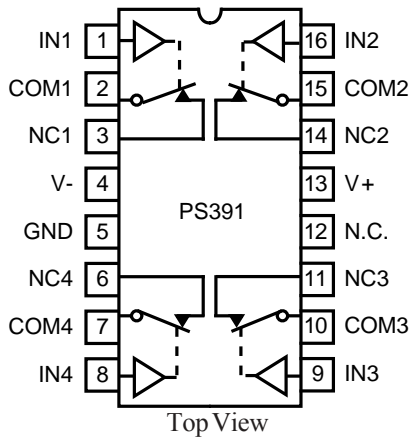 IN1 1 16 IN2
COM1 2 15 COM2
NC1 3 14 NC2
V- 4 13 V+
PS391
GND 5 12 N.C.
NC4 6 11 NC3
COM4 7 10 COM3
IN4 8 9 IN3
Top View